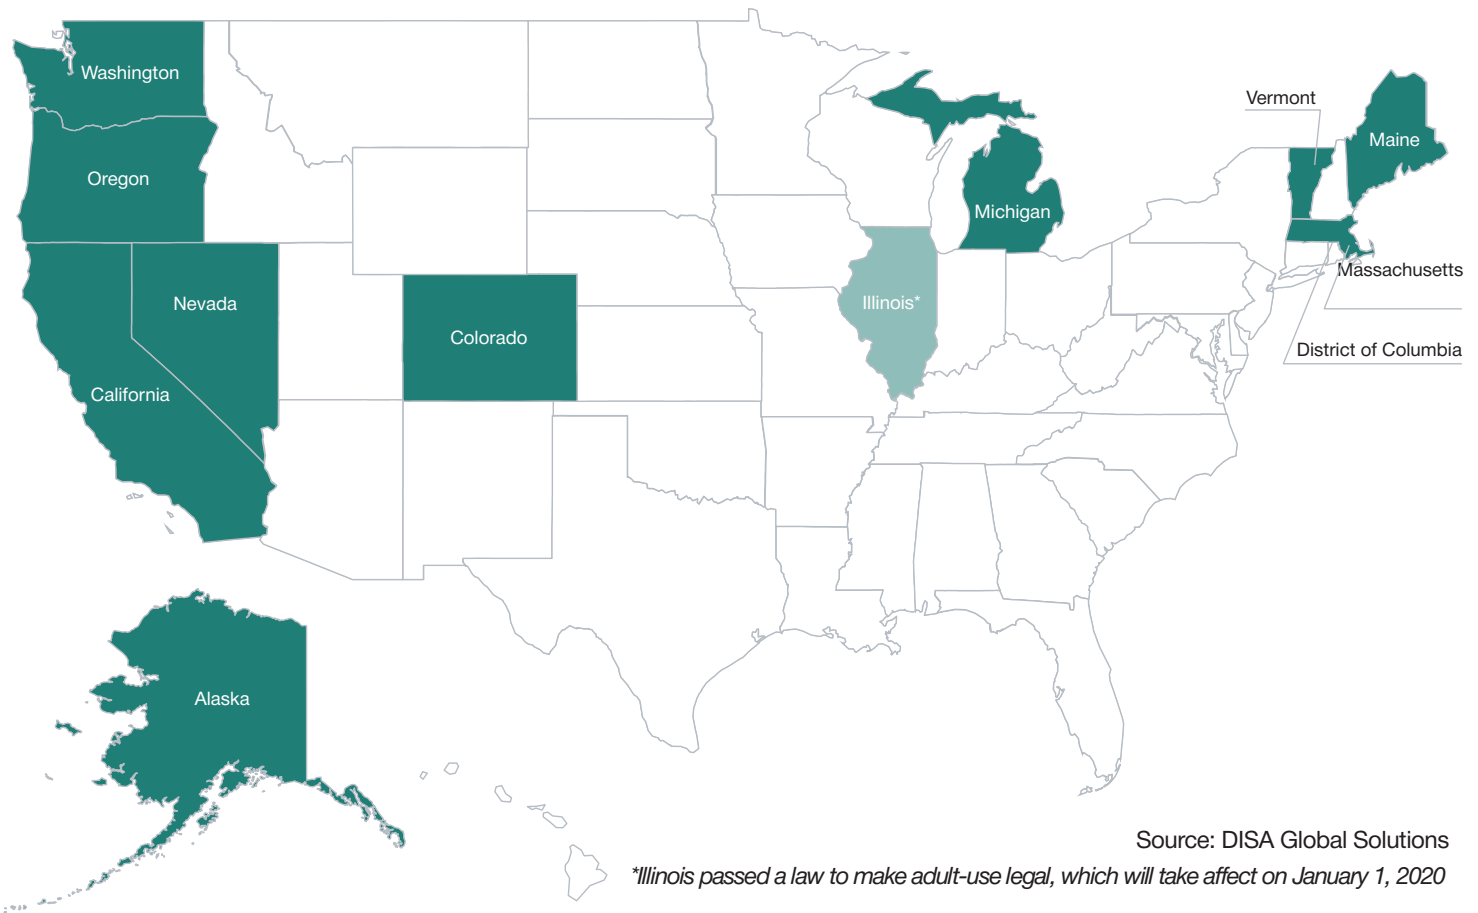 Washington
Vermont
Maine
Oregon
Michigan
Massachusetts
Nevada
Illinois*
Colorado
District of Columbia
California
Alaska
Source: DISA Global Solutions
*Illinois passed a law to make adult-use legal, which will take affect on January 1, 2020